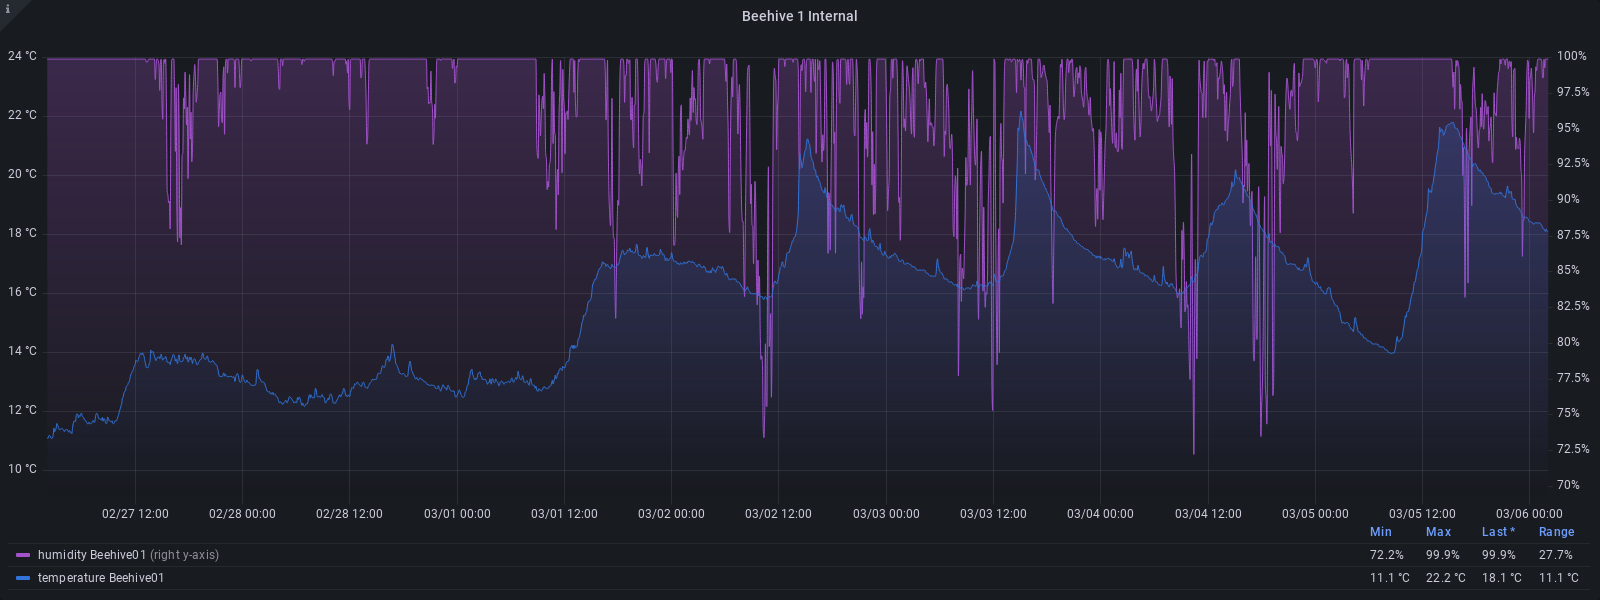 i
Beehive 1 Internal
24 °C
22 °C
20 °C
18 °C
16 °C
14 °C
12 °C
10 °C
100%
97.5%
95%
92.5%
90%
87.5%
85%
82.5%
80%
77.5%
75%
72.5%
70%
02/27 12:00 02/28 00:00 02/28 12:00 03/01 00:00 03/01 12:00 03/02 00:00 03/02 12:00 03/03 00:00 03/03 12:00 03/04 00:00 03/04 12:00 03/05 00:00 03/05 12:00 03/06 00:00
Min Max Last * Range
humidity Beehive01 (right y-axis) 72.2% 99.9% 99.9% 27.7%
temperature Beehive01 11.1 °C 22.2 °C 18.1 °C 11.1 °C